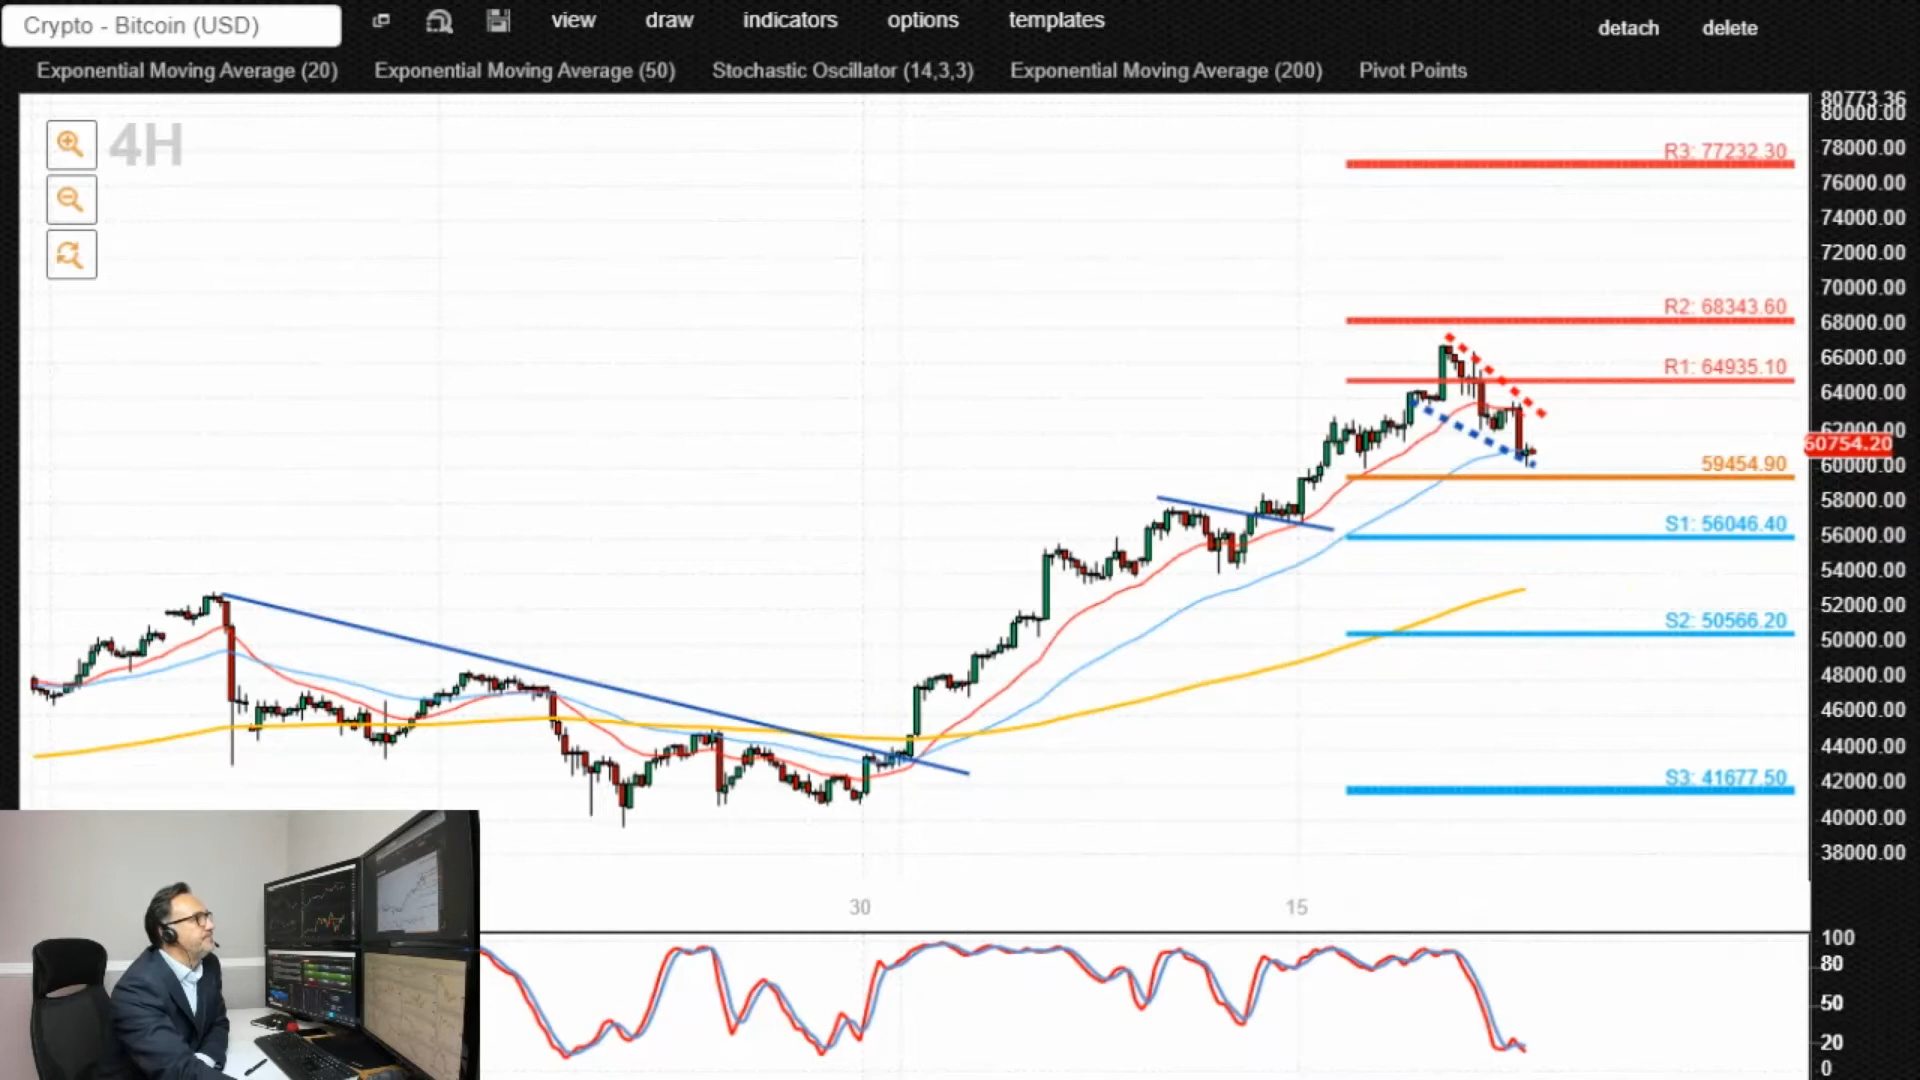 Crypto - Bitcoin (USD)
view draw indicators options templates
detach delete
Exponential Moving Average (20) Exponential Moving Average (50) Stochastic Oscillator (14,3,3) Exponential Moving Average (200) Pivot Points
4H
80773.36
80000.00
R3: 77232.30
78000.00
76000.00
74000.00
72000.00
70000.00
R2: 68343.60
68000.00
66000.00
R1: 64935.10
64000.00
62000.00
60754.20
59454.90
60000.00
58000.00
S1: 56046.40
56000.00
54000.00
52000.00
S2: 50566.20
50000.00
48000.00
46000.00
44000.00
S3: 41677.50
42000.00
40000.00
38000.00
30 15
100
80
50
20
0